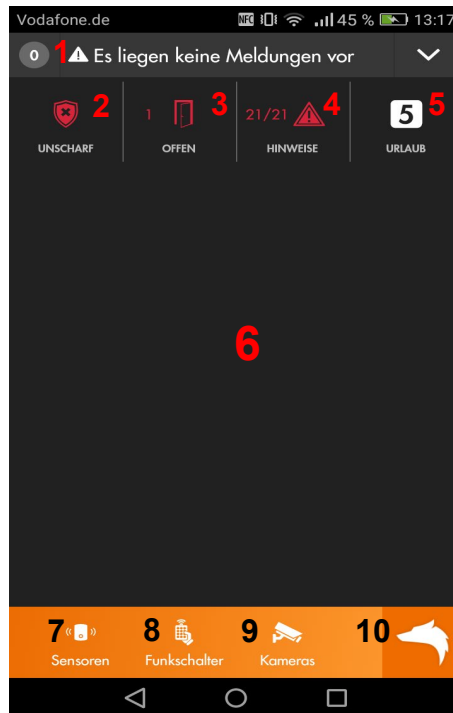 Vodafone.de 45 % 13:17
0 1 Es liegen keine Meldungen vor
2 1 3 21/21 4 5 5
UNSCHARF OFFEN HINWEISE URLAUB
6
7 8 9 10
Sensoren Funkschalter Kameras